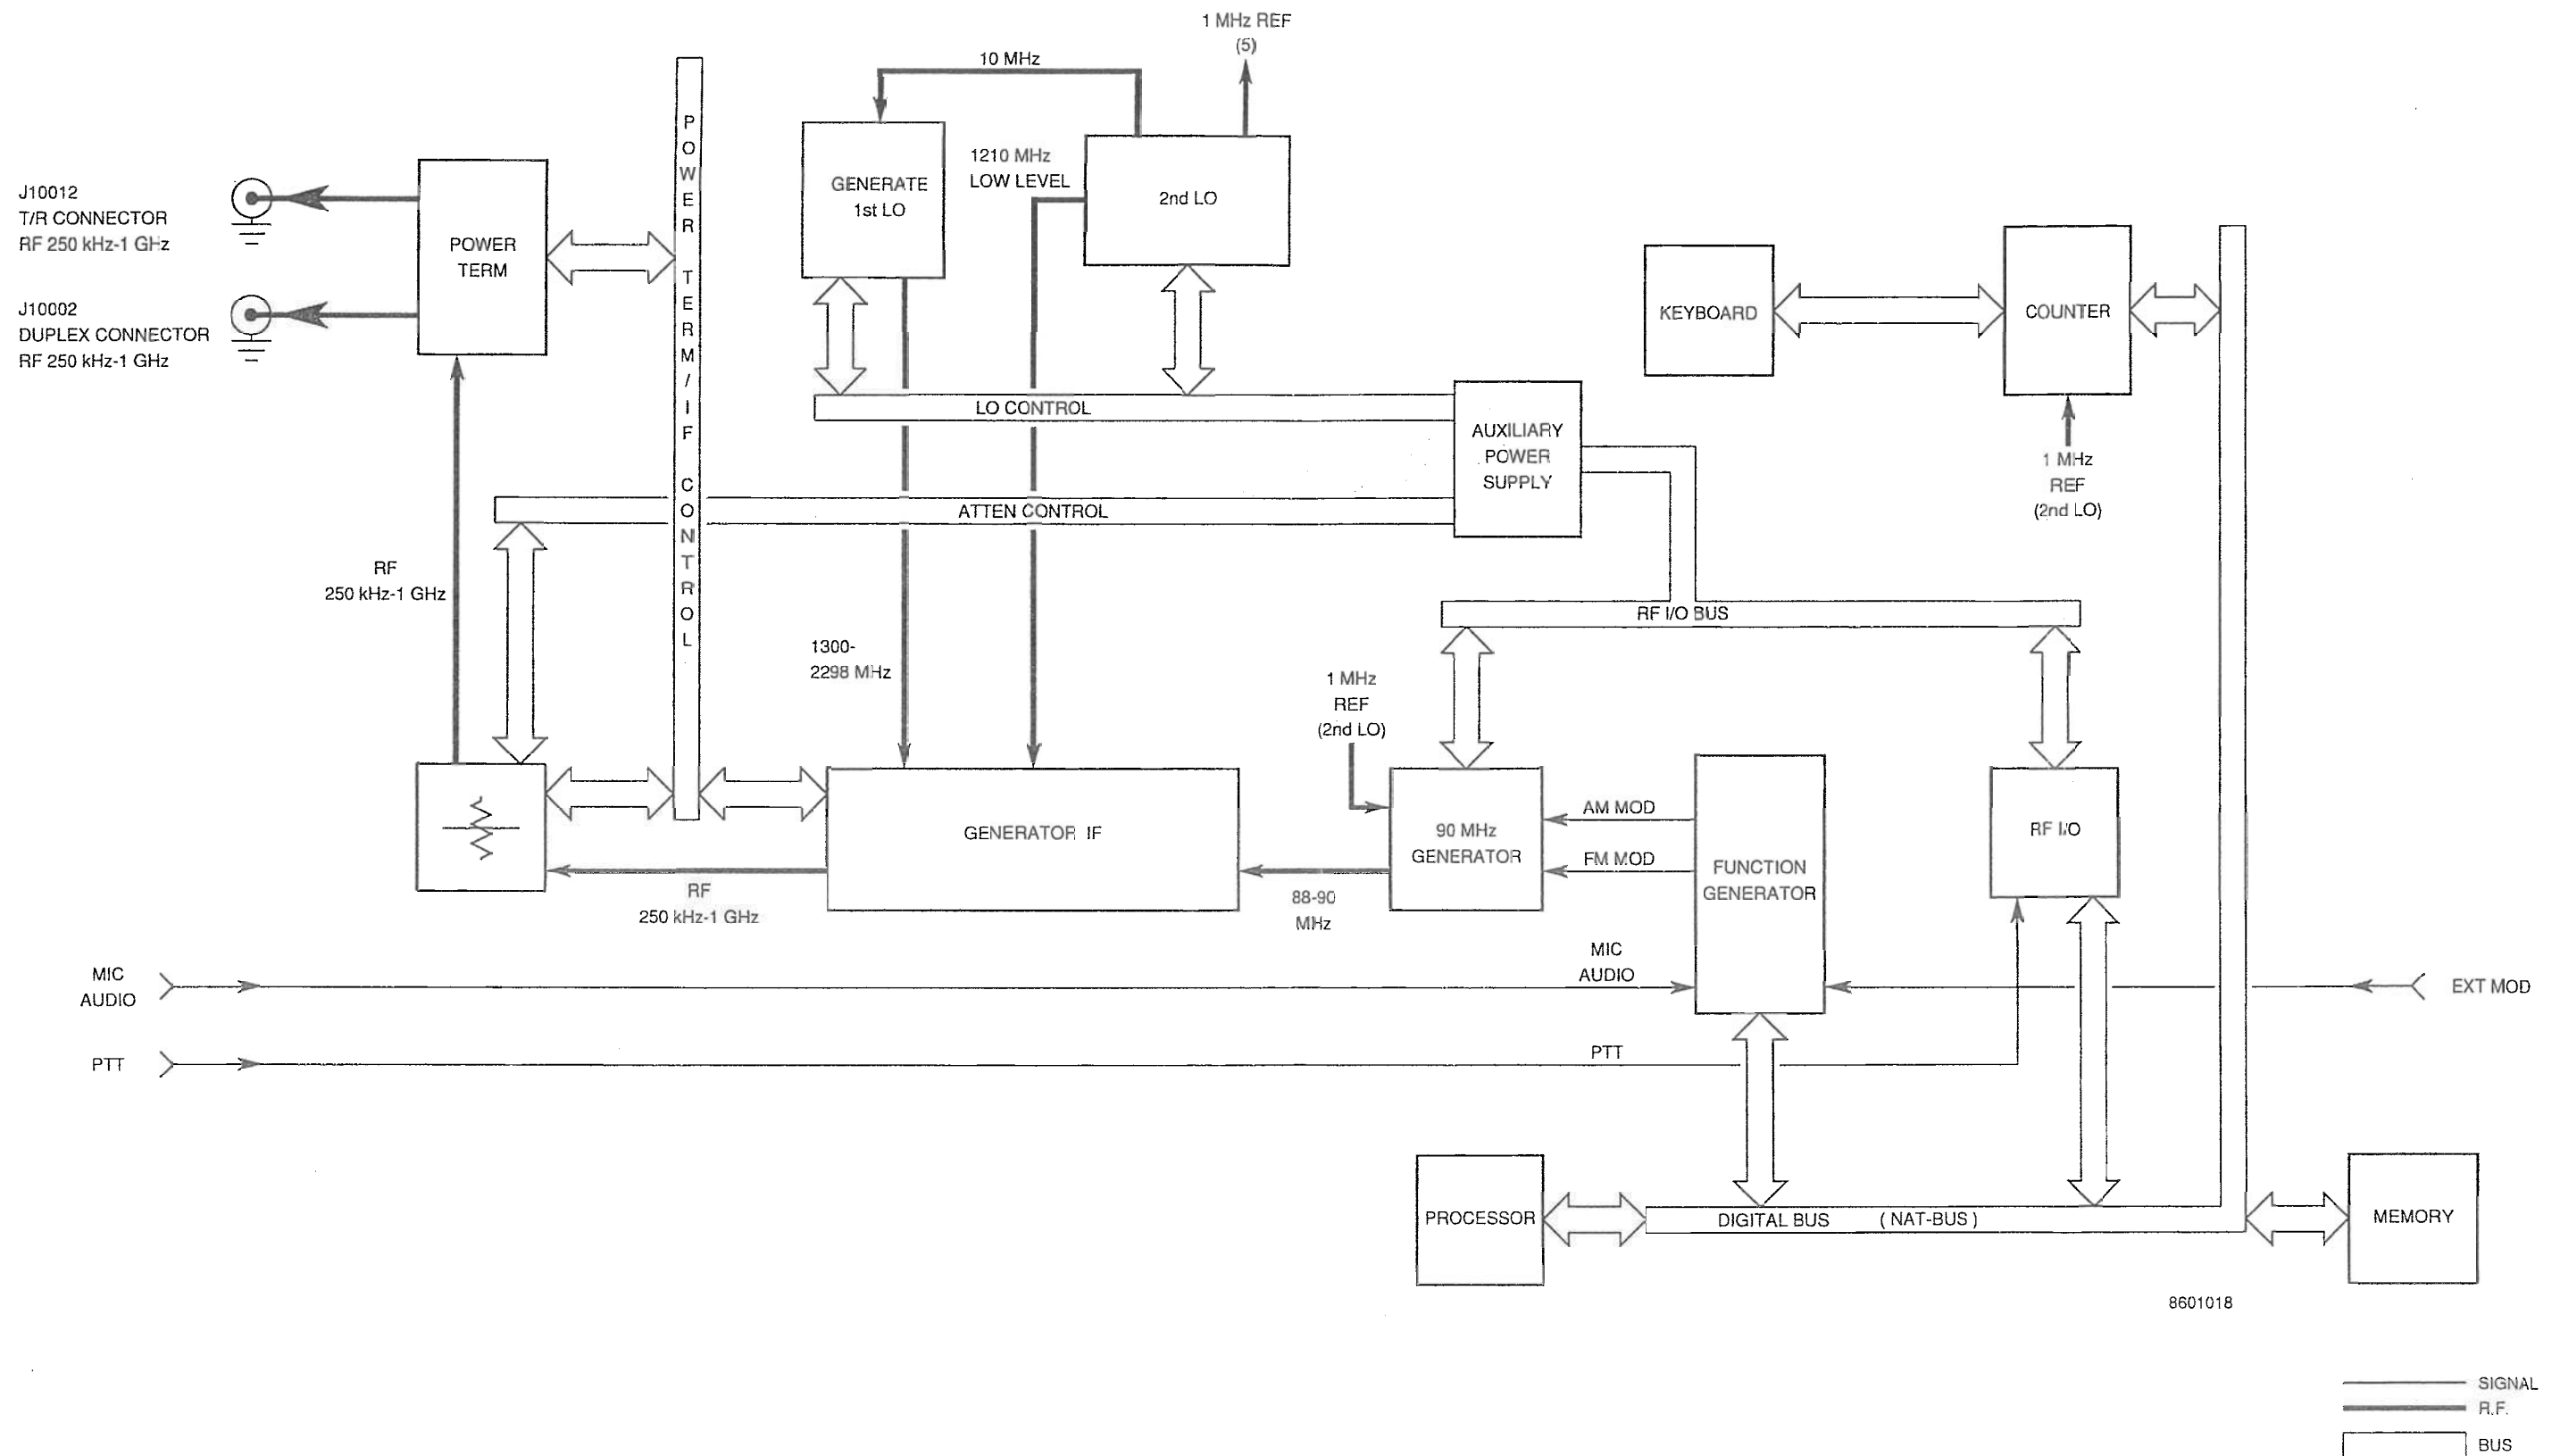 1 MHz REF
(5)
10 MHz
POWER TERM/IF CONTROL
GENERATE
1st LO
1210 MHz
LOW LEVEL
2nd LO
J10012
T/R CONNECTOR
RF 250 kHz-1 GHz
POWER
TERM
J10002
DUPLEX CONNECTOR
RF 250 kHz-1 GHz
KEYBOARD
COUNTER
1 MHz
REF
(2nd LO)
LO CONTROL
AUXILIARY
POWER
SUPPLY
ATTEN CONTROL
RF
250 kHz-1 GHz
RF I/O BUS
1300-
2298 MHz
1 MHz
REF
(2nd LO)
GENERATOR IF
90 MHz
GENERATOR
AM MOD
FM MOD
FUNCTION
GENERATOR
RF I/O
RF
250 kHz-1 GHz
88-90
MHz
MIC
AUDIO
MIC
AUDIO
EXT MOD
PTT
PTT
PROCESSOR
DIGITAL BUS (NAT-BUS)
MEMORY
8601018
SIGNAL
R.F.
BUS